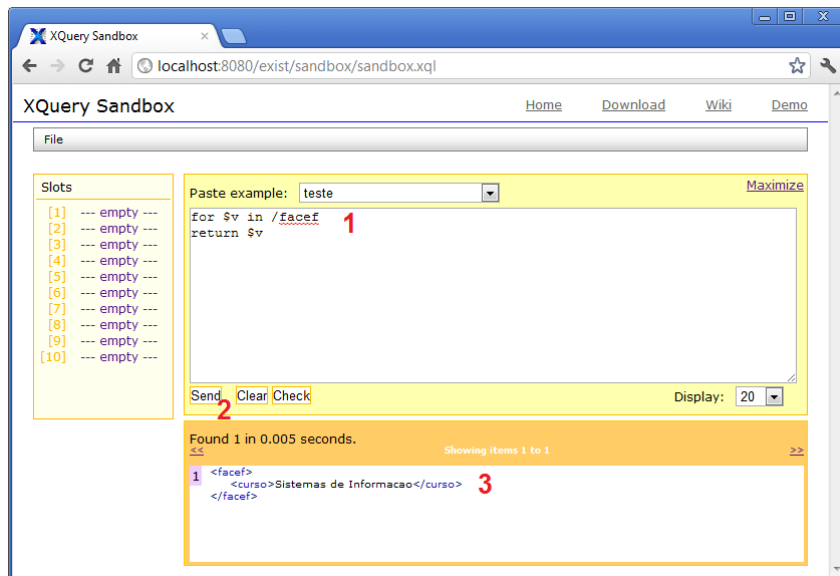 XQuery Sandbox
localhost:8080/exist/sandbox/sandbox.xql
XQuery Sandbox
Home Download Wiki Demo
File
Slots
[1] --- empty ---
[2] --- empty ---
[3] --- empty ---
[4] --- empty ---
[5] --- empty ---
[6] --- empty ---
[7] --- empty ---
[8] --- empty ---
[9] --- empty ---
[10] --- empty ---
Paste example: teste
Maximize
for $v in /facef 1
return $v
Send Clear Check Display: 20
2
Found 1 in 0.005 seconds.
<< Showing items 1 to 1 >>
1 <facef>
<curso>Sistemas de Informacao</curso> 3
</facef>